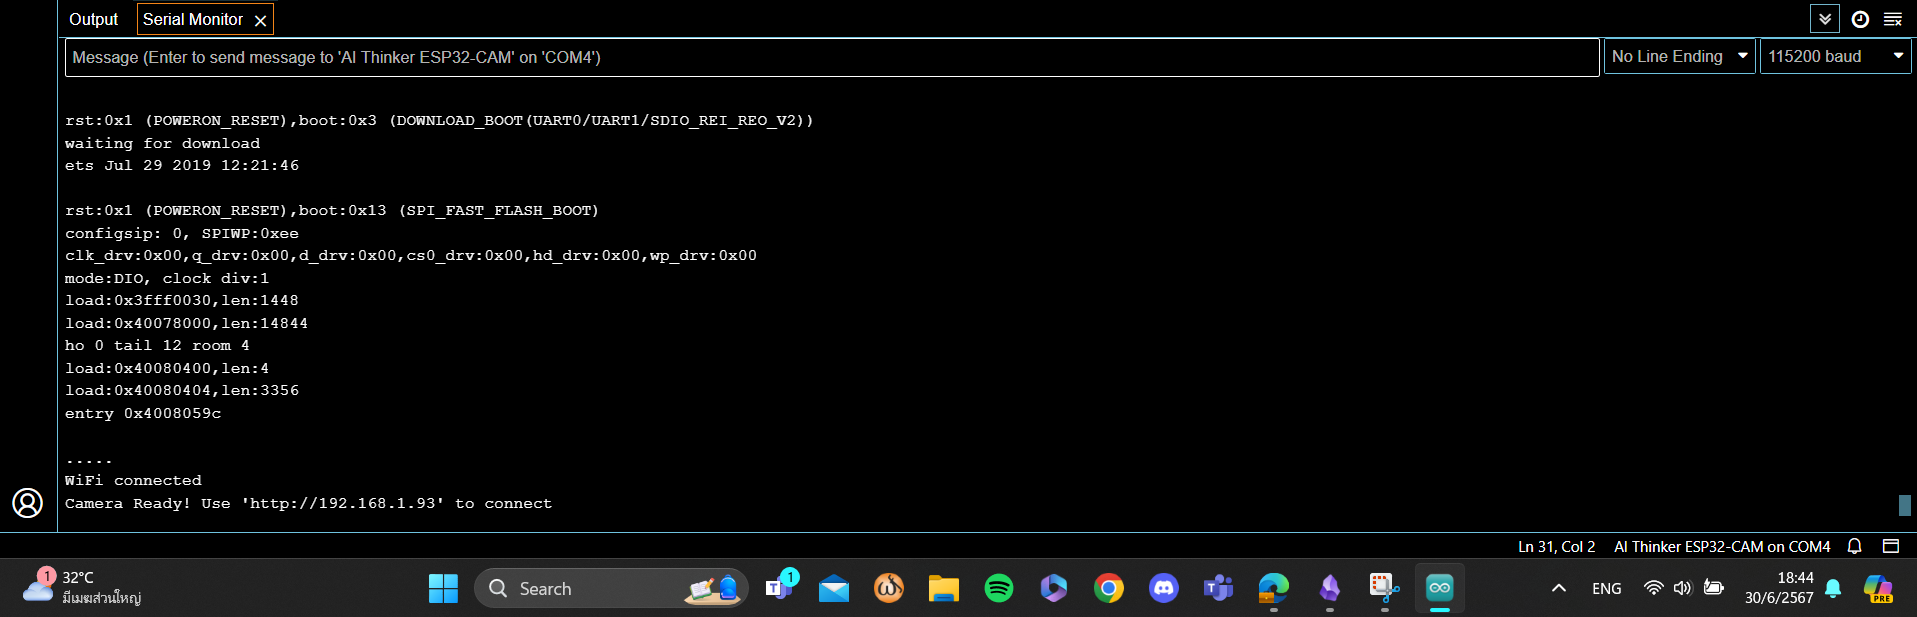 Output
Serial Monitor
Message (Enter to send message to 'AI Thinker ESP32-CAM' on 'COM4')
No Line Ending
115200 baud
rst:0x1 (POWERON_RESET),boot:0x3 (DOWNLOAD_BOOT(UART0/UART1/SDIO_REI_REO_V2))
waiting for download
ets Jul 29 2019 12:21:46
rst:0x1 (POWERON_RESET),boot:0x13 (SPI_FAST_FLASH_BOOT)
configsip: 0, SPIWP:0xee
clk_drv:0x00,q_drv:0x00,d_drv:0x00,cs0_drv:0x00,hd_drv:0x00,wp_drv:0x00
mode:DIO, clock div:1
load:0x3fff0030,len:1448
load:0x40078000,len:14844
ho 0 tail 12 room 4
load:0x40080400,len:4
load:0x40080404,len:3356
entry 0x4008059c
.....
WiFi connected
Camera Ready! Use 'http://192.168.1.93' to connect
Ln 31, Col 2
AI Thinker ESP32-CAM on COM4
1
32°C
มีเมฆส่วนใหญ่
Search
1
ENG
18:44
30/6/2567
PRE